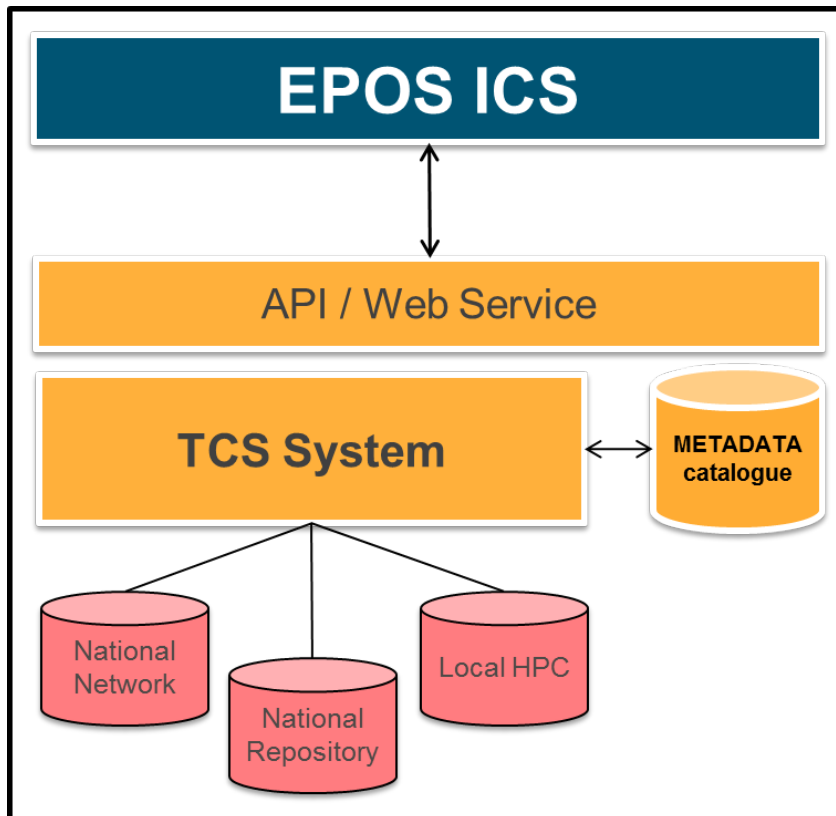 EPOS ICS
API / Web Service
TCS System
METADATA
catalogue
National
Network
National
Repository
Local HPC